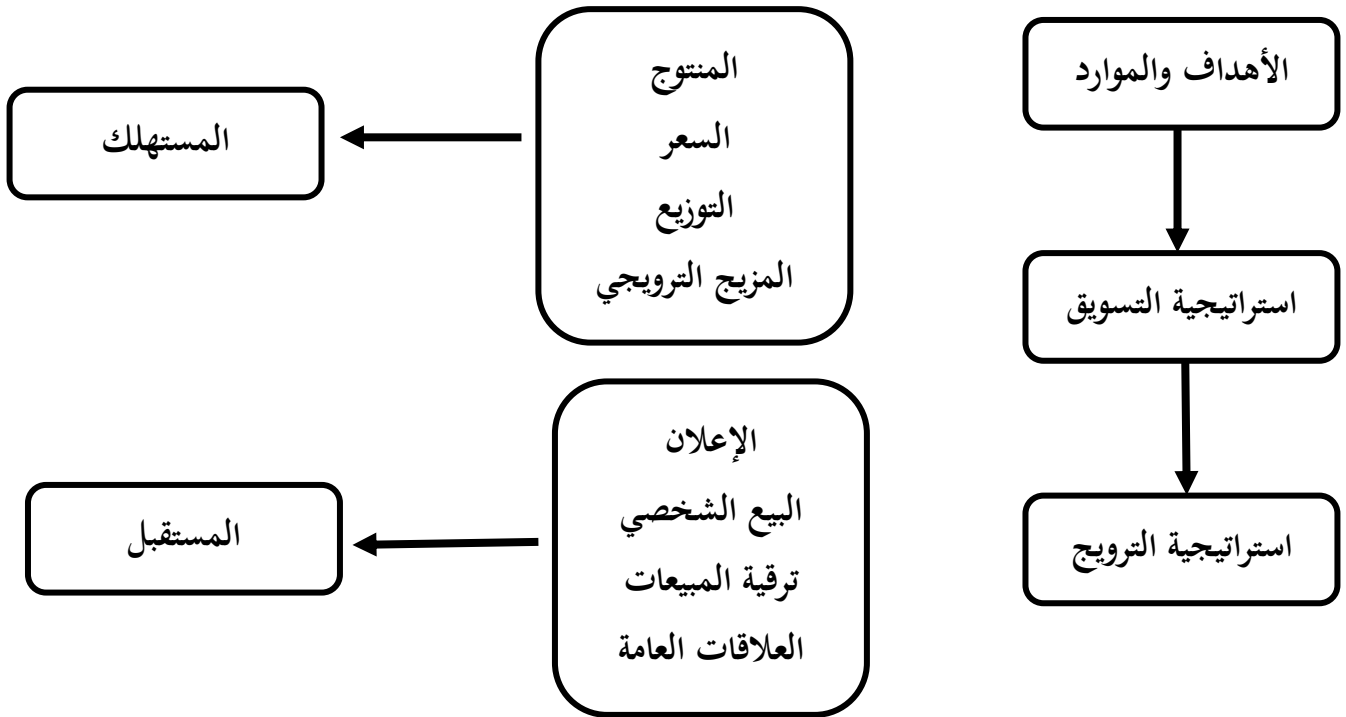 الأهداف والموارد
استراتيجية التسويق
استراتيجية الترويج
المنتوج
السعر
التوزيع
المزيج الترويجي
المستهلك
الإعلان
البيع الشخصي
ترقية المبيعات
العلاقات العامة
المستقبل